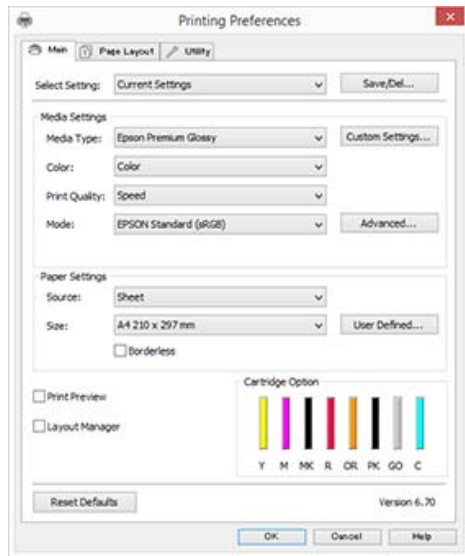 Printing Preferences
Main Page Layout Utility
Select Setting: Current Settings Save/Del...
Media Settings
Media Type: Epson Premium Glossy Custom Settings...
Color: Color
Print Quality: Speed
Mode: EPSON Standard (sRGB) Advanced...
Paper Settings
Source: Sheet
Size: A4 210 x 297 mm User Defined...
Borderless
Cartridge Option
Print Preview
Layout Manager
Y M MK R OR PK GO C
Reset Defaults Version 6.70
OK Cancel Help